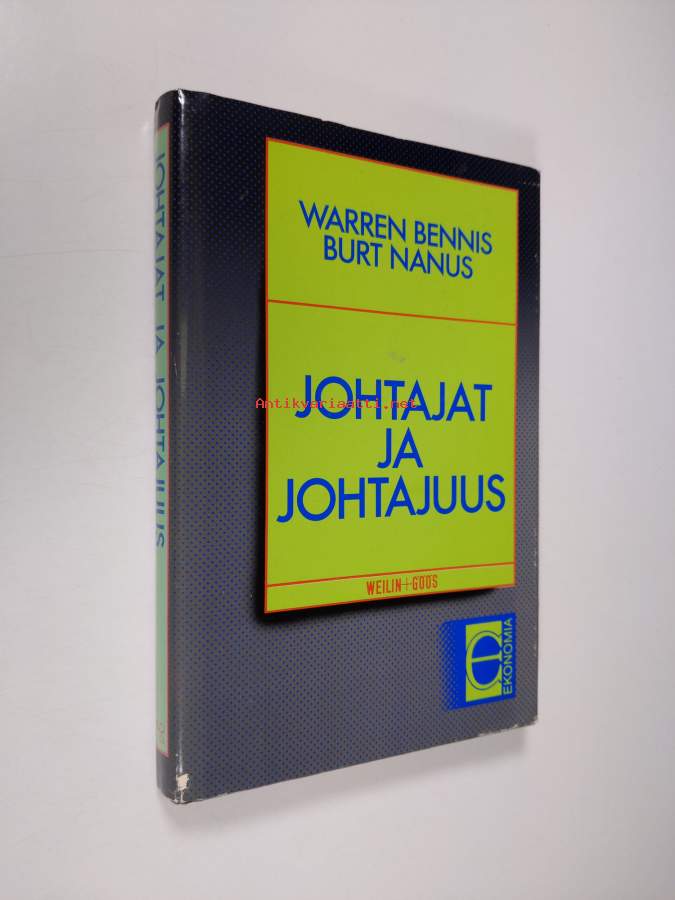 WARREN BENNIS
BURT NANUS
JOHTAJAT
JA
JOHTAJUUS
WEILIN+GÖÖS
EKONOMIA
JOHTAJAT JA JOHTAJUUS
Antikvariaatti.net